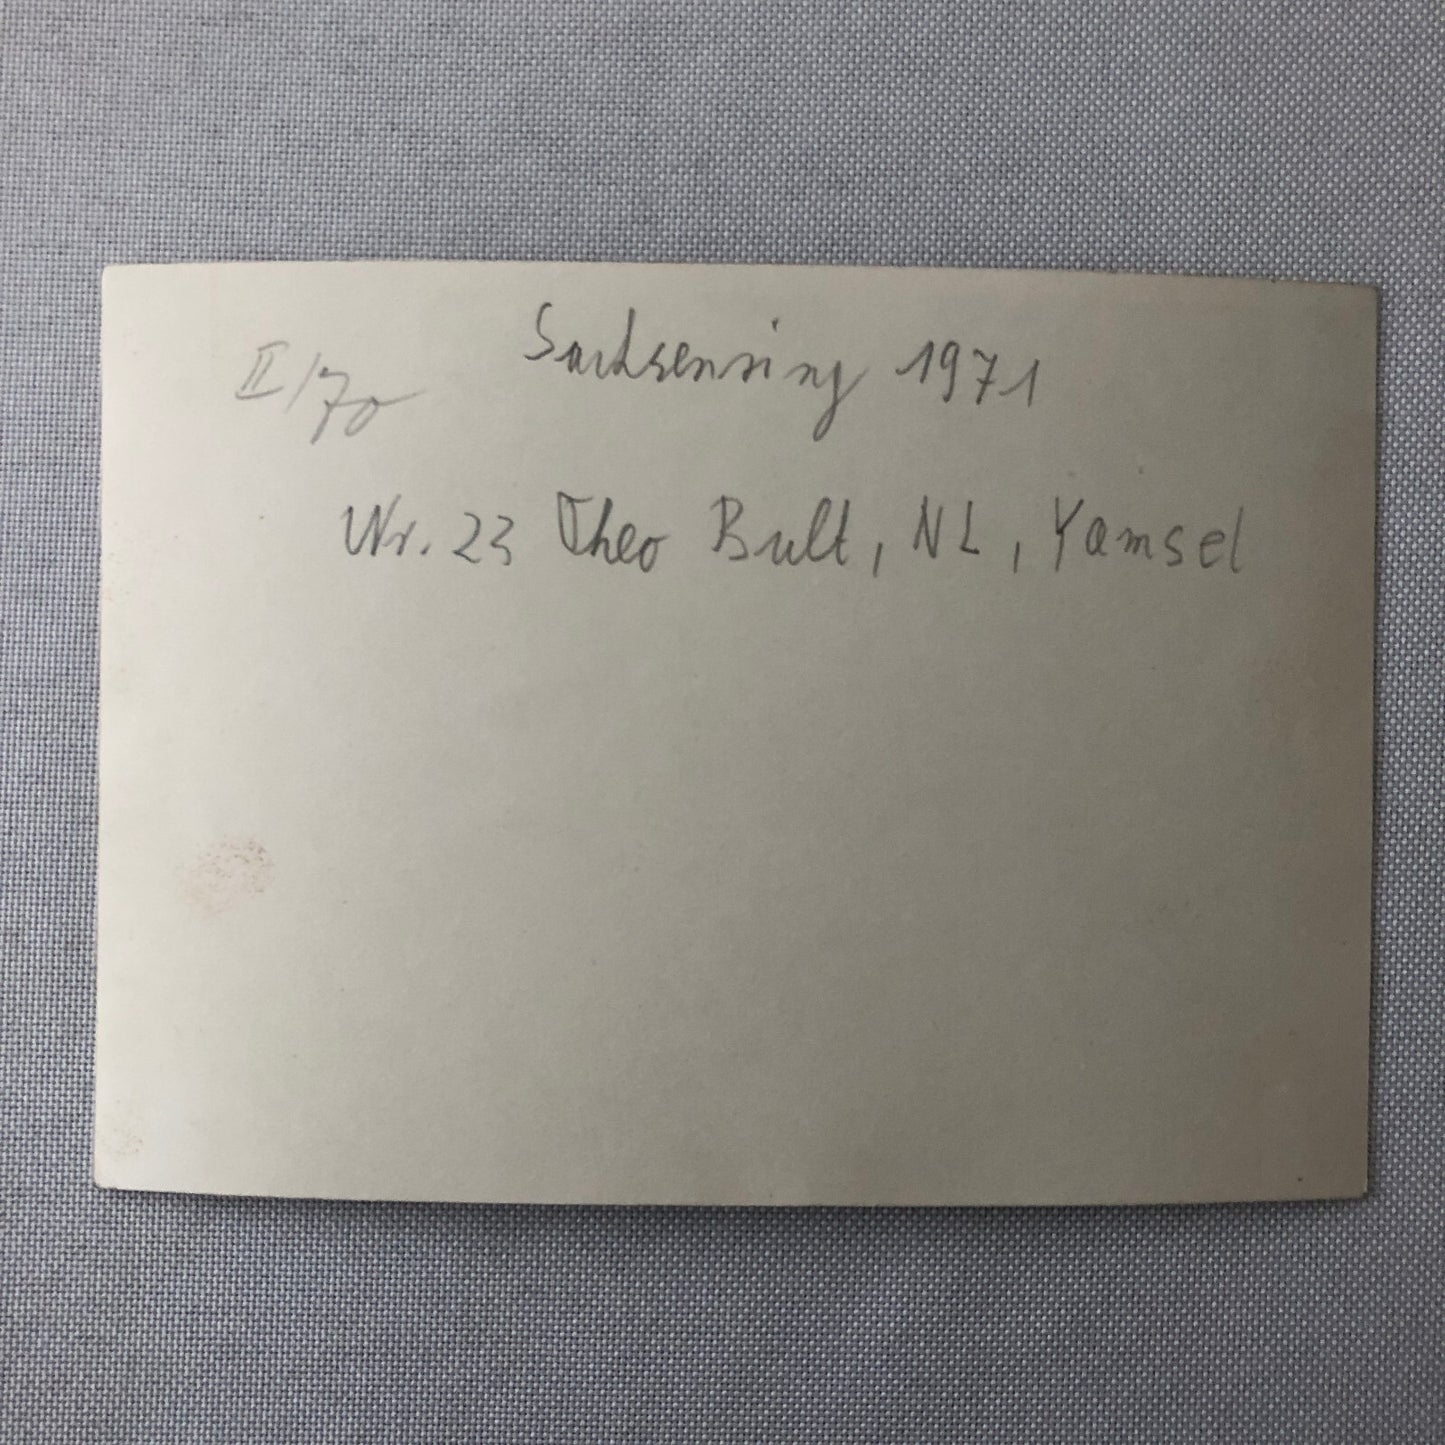 Sachsenring 1971
II/70
Nr. 23 Theo Bult, NL, Yamsel